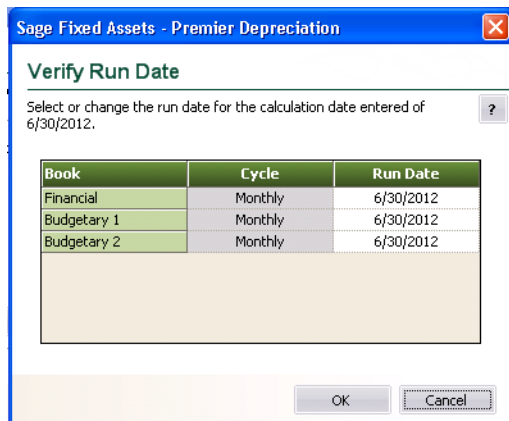 Sage Fixed Assets - Premier Depreciation
Verify Run Date
Select or change the run date for the calculation date entered of
6/30/2012.
?
Book Cycle Run Date
Financial Monthly 6/30/2012
Budgetary 1 Monthly 6/30/2012
Budgetary 2 Monthly 6/30/2012
OK Cancel